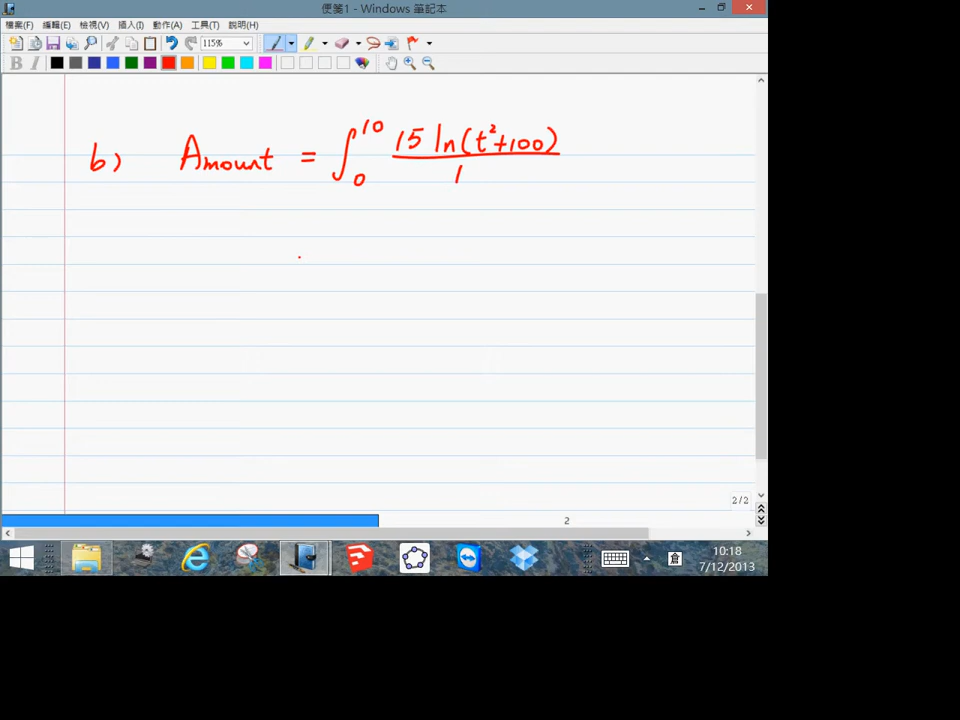 便箋1 - Windows 筆記本
檔案(F) 編輯(E) 檢視(V) 插入(I) 動作(A) 工具(T) 說明(H)
115%
B I
b) Amount = ∫₀¹⁰ 15 ln(t²+100) / 1
2/2
2
倉
10:18
7/12/2013